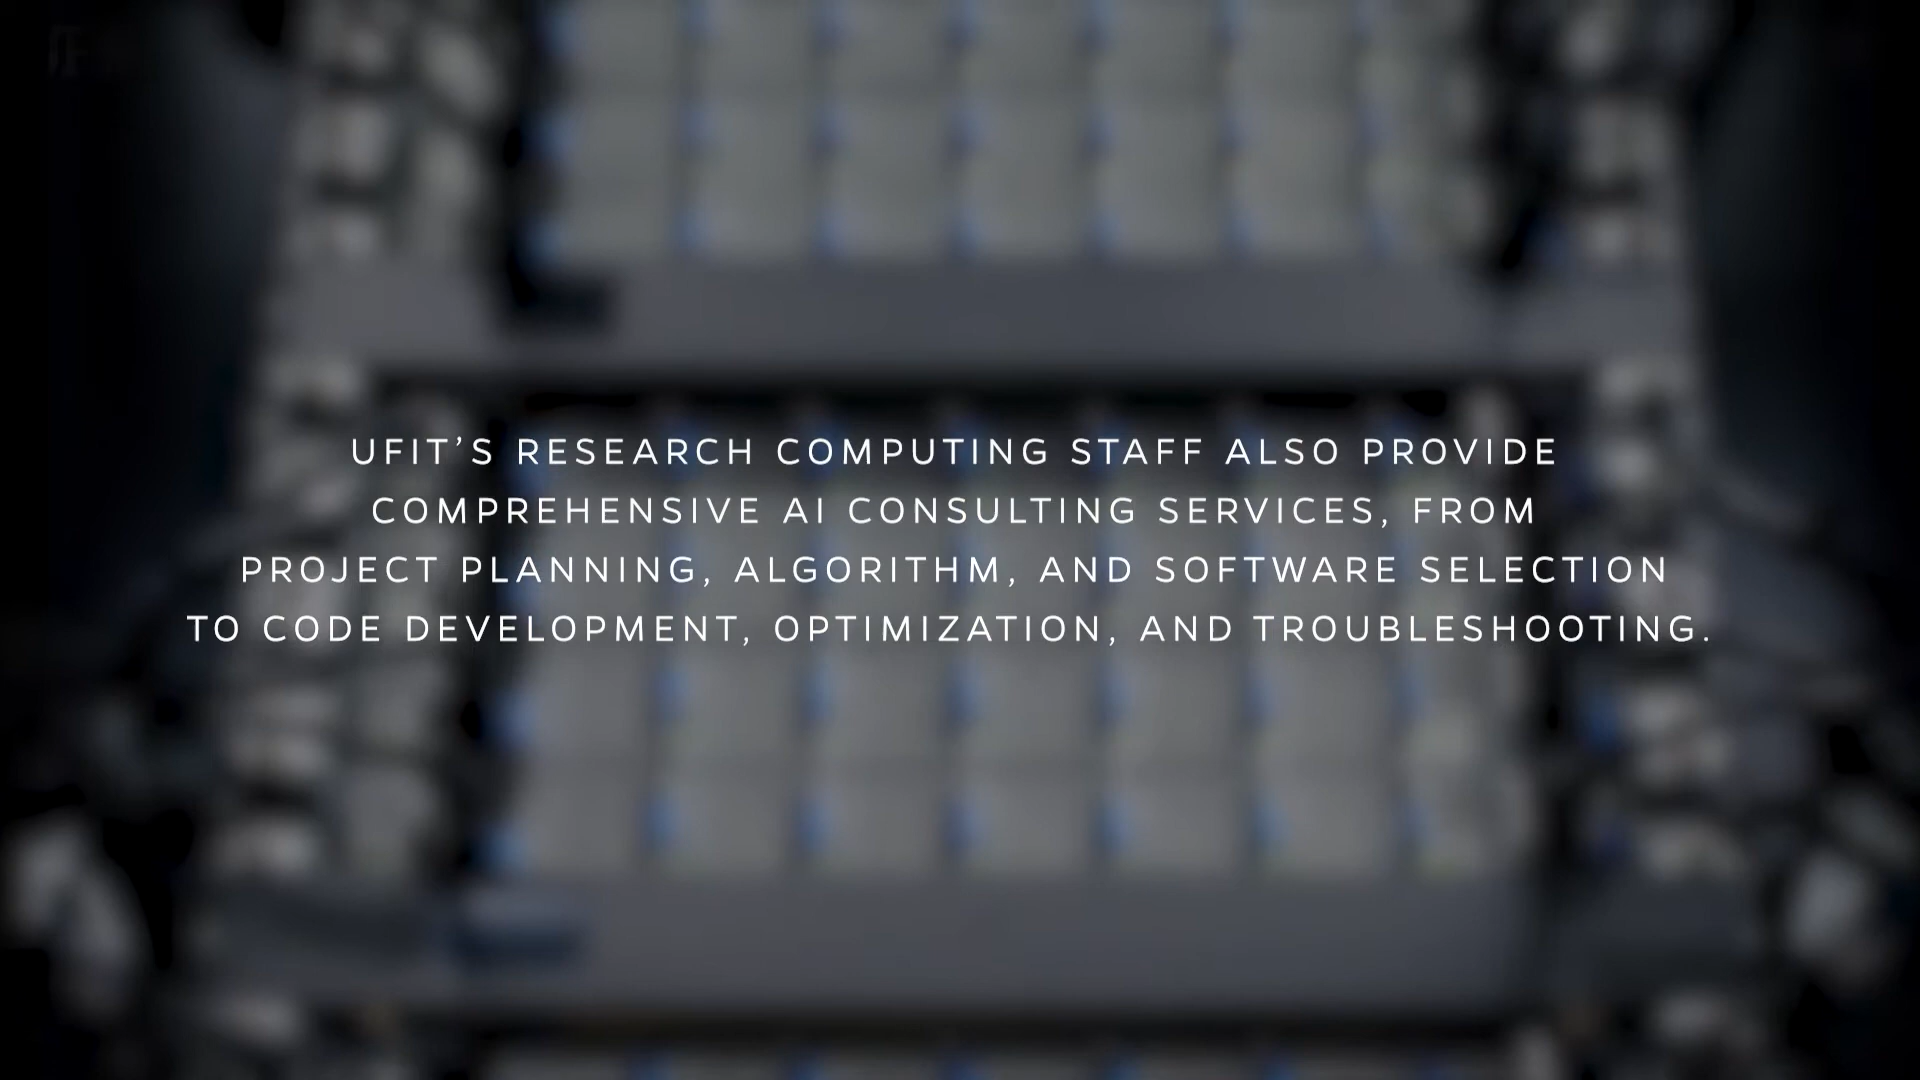 UFIT’S RESEARCH COMPUTING STAFF ALSO PROVIDE
COMPREHENSIVE AI CONSULTING SERVICES, FROM
PROJECT PLANNING, ALGORITHM, AND SOFTWARE SELECTION
TO CODE DEVELOPMENT, OPTIMIZATION, AND TROUBLESHOOTING.